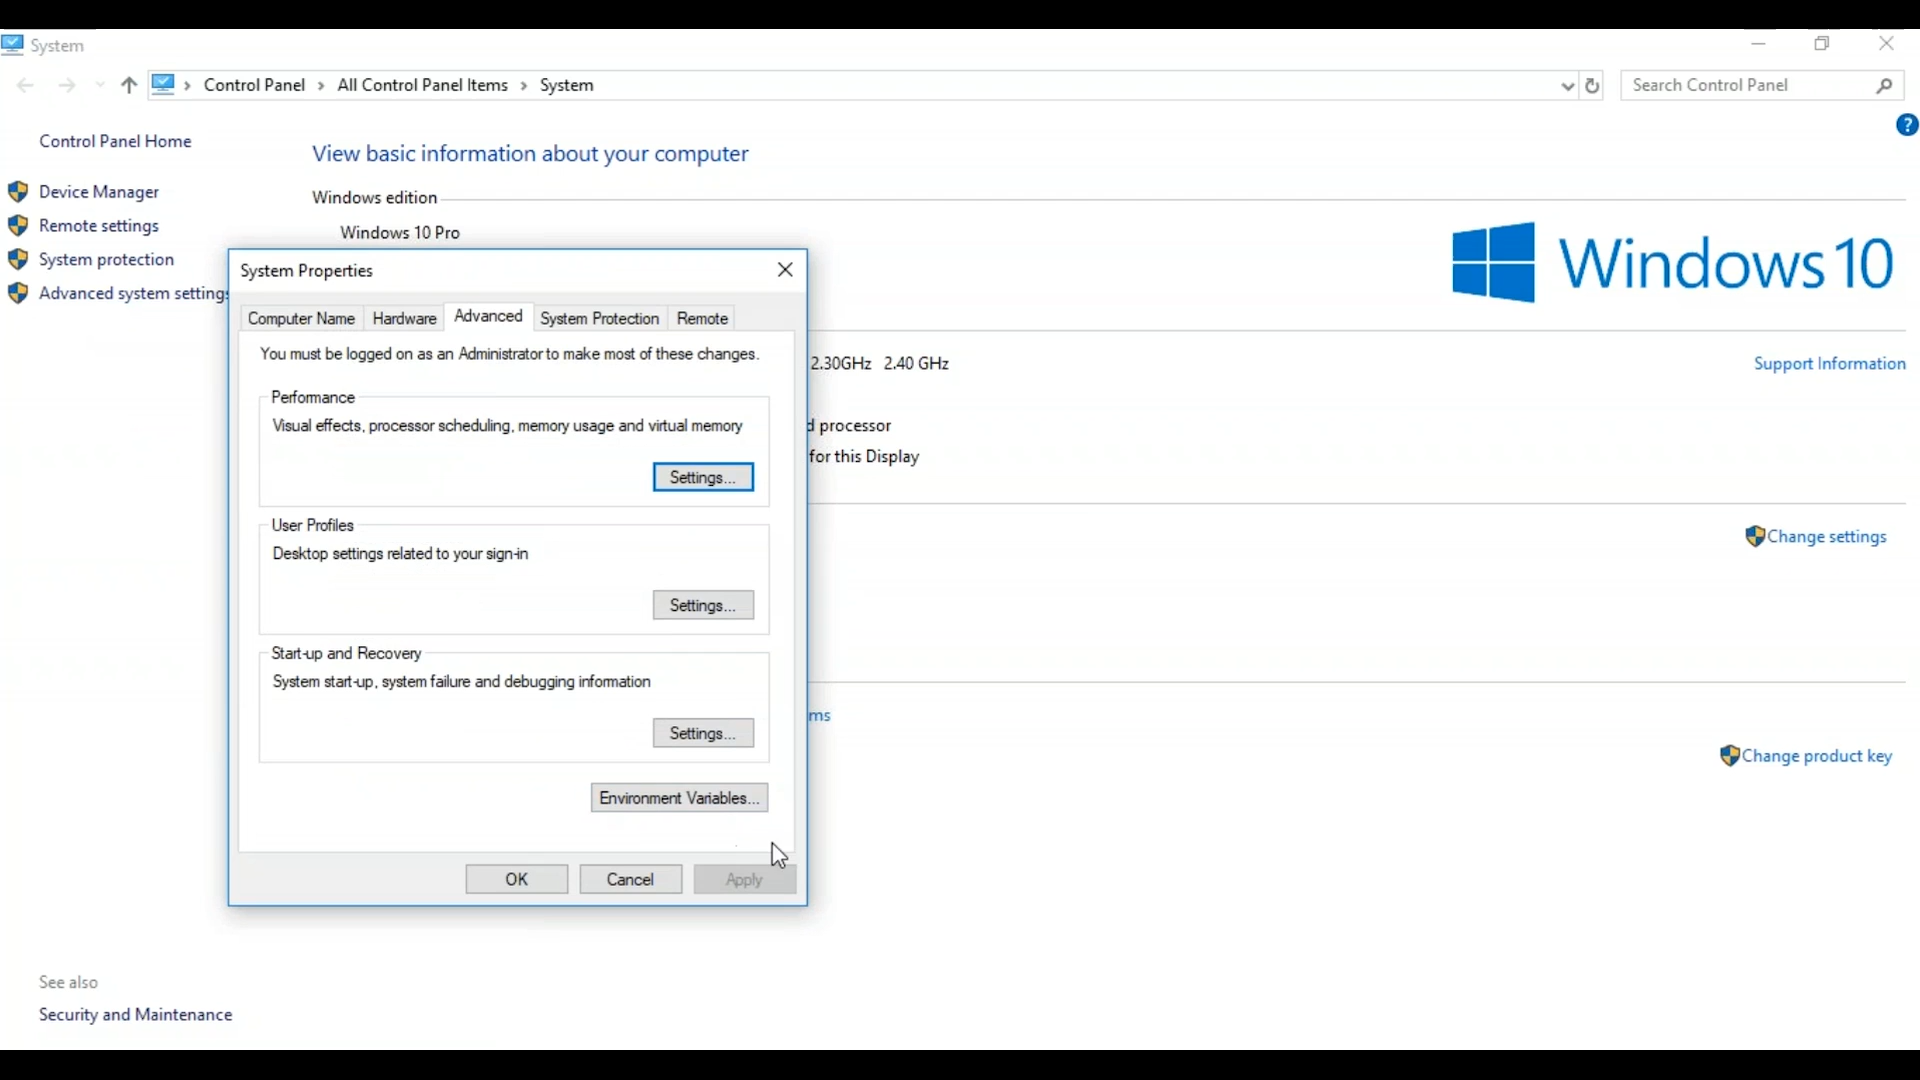 System
Control Panel › All Control Panel Items › System
Search Control Panel
?
Control Panel Home
Device Manager
Remote settings
System protection
Advanced system settings
View basic information about your computer
Windows edition
Windows 10 Pro
Windows 10
System Properties
Computer Name Hardware Advanced System Protection Remote
You must be logged on as an Administrator to make most of these changes.
Performance
Visual effects, processor scheduling, memory usage and virtual memory
Settings...
User Profiles
Desktop settings related to your sign-in
Settings...
Start-up and Recovery
System start-up, system failure and debugging information
Settings...
Environment Variables...
OK Cancel Apply
2.30GHz 2.40 GHz
Support Information
d processor
for this Display
Change settings
ms
Change product key
See also
Security and Maintenance